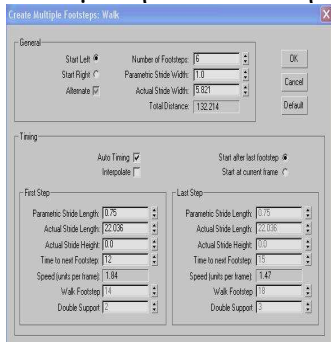 Create Multiple Footsteps: Walk
General
Start Left
Number of Footsteps: 6
OK
Start Right
Parametric Stride Width: 1.0
Cancel
Alternate
Actual Stride Width: 5.821
Total Distance: 132.214
Default
Timing
Auto Timing
Start after last footstep
Interpolate
Start at current frame
First Step
Parametric Stride Length: 0.75
Actual Stride Length: 22.036
Actual Stride Height: 0.0
Time to next Footstep: 12
Speed (units per frame): 1.84
Walk Footstep 14
Double Support 2
Last Step
Parametric Stride Length: 0.75
Actual Stride Length: 22.036
Actual Stride Height: 0.0
Time to next Footstep: 15
Speed (units per frame): 1.47
Walk Footstep 18
Double Support 3